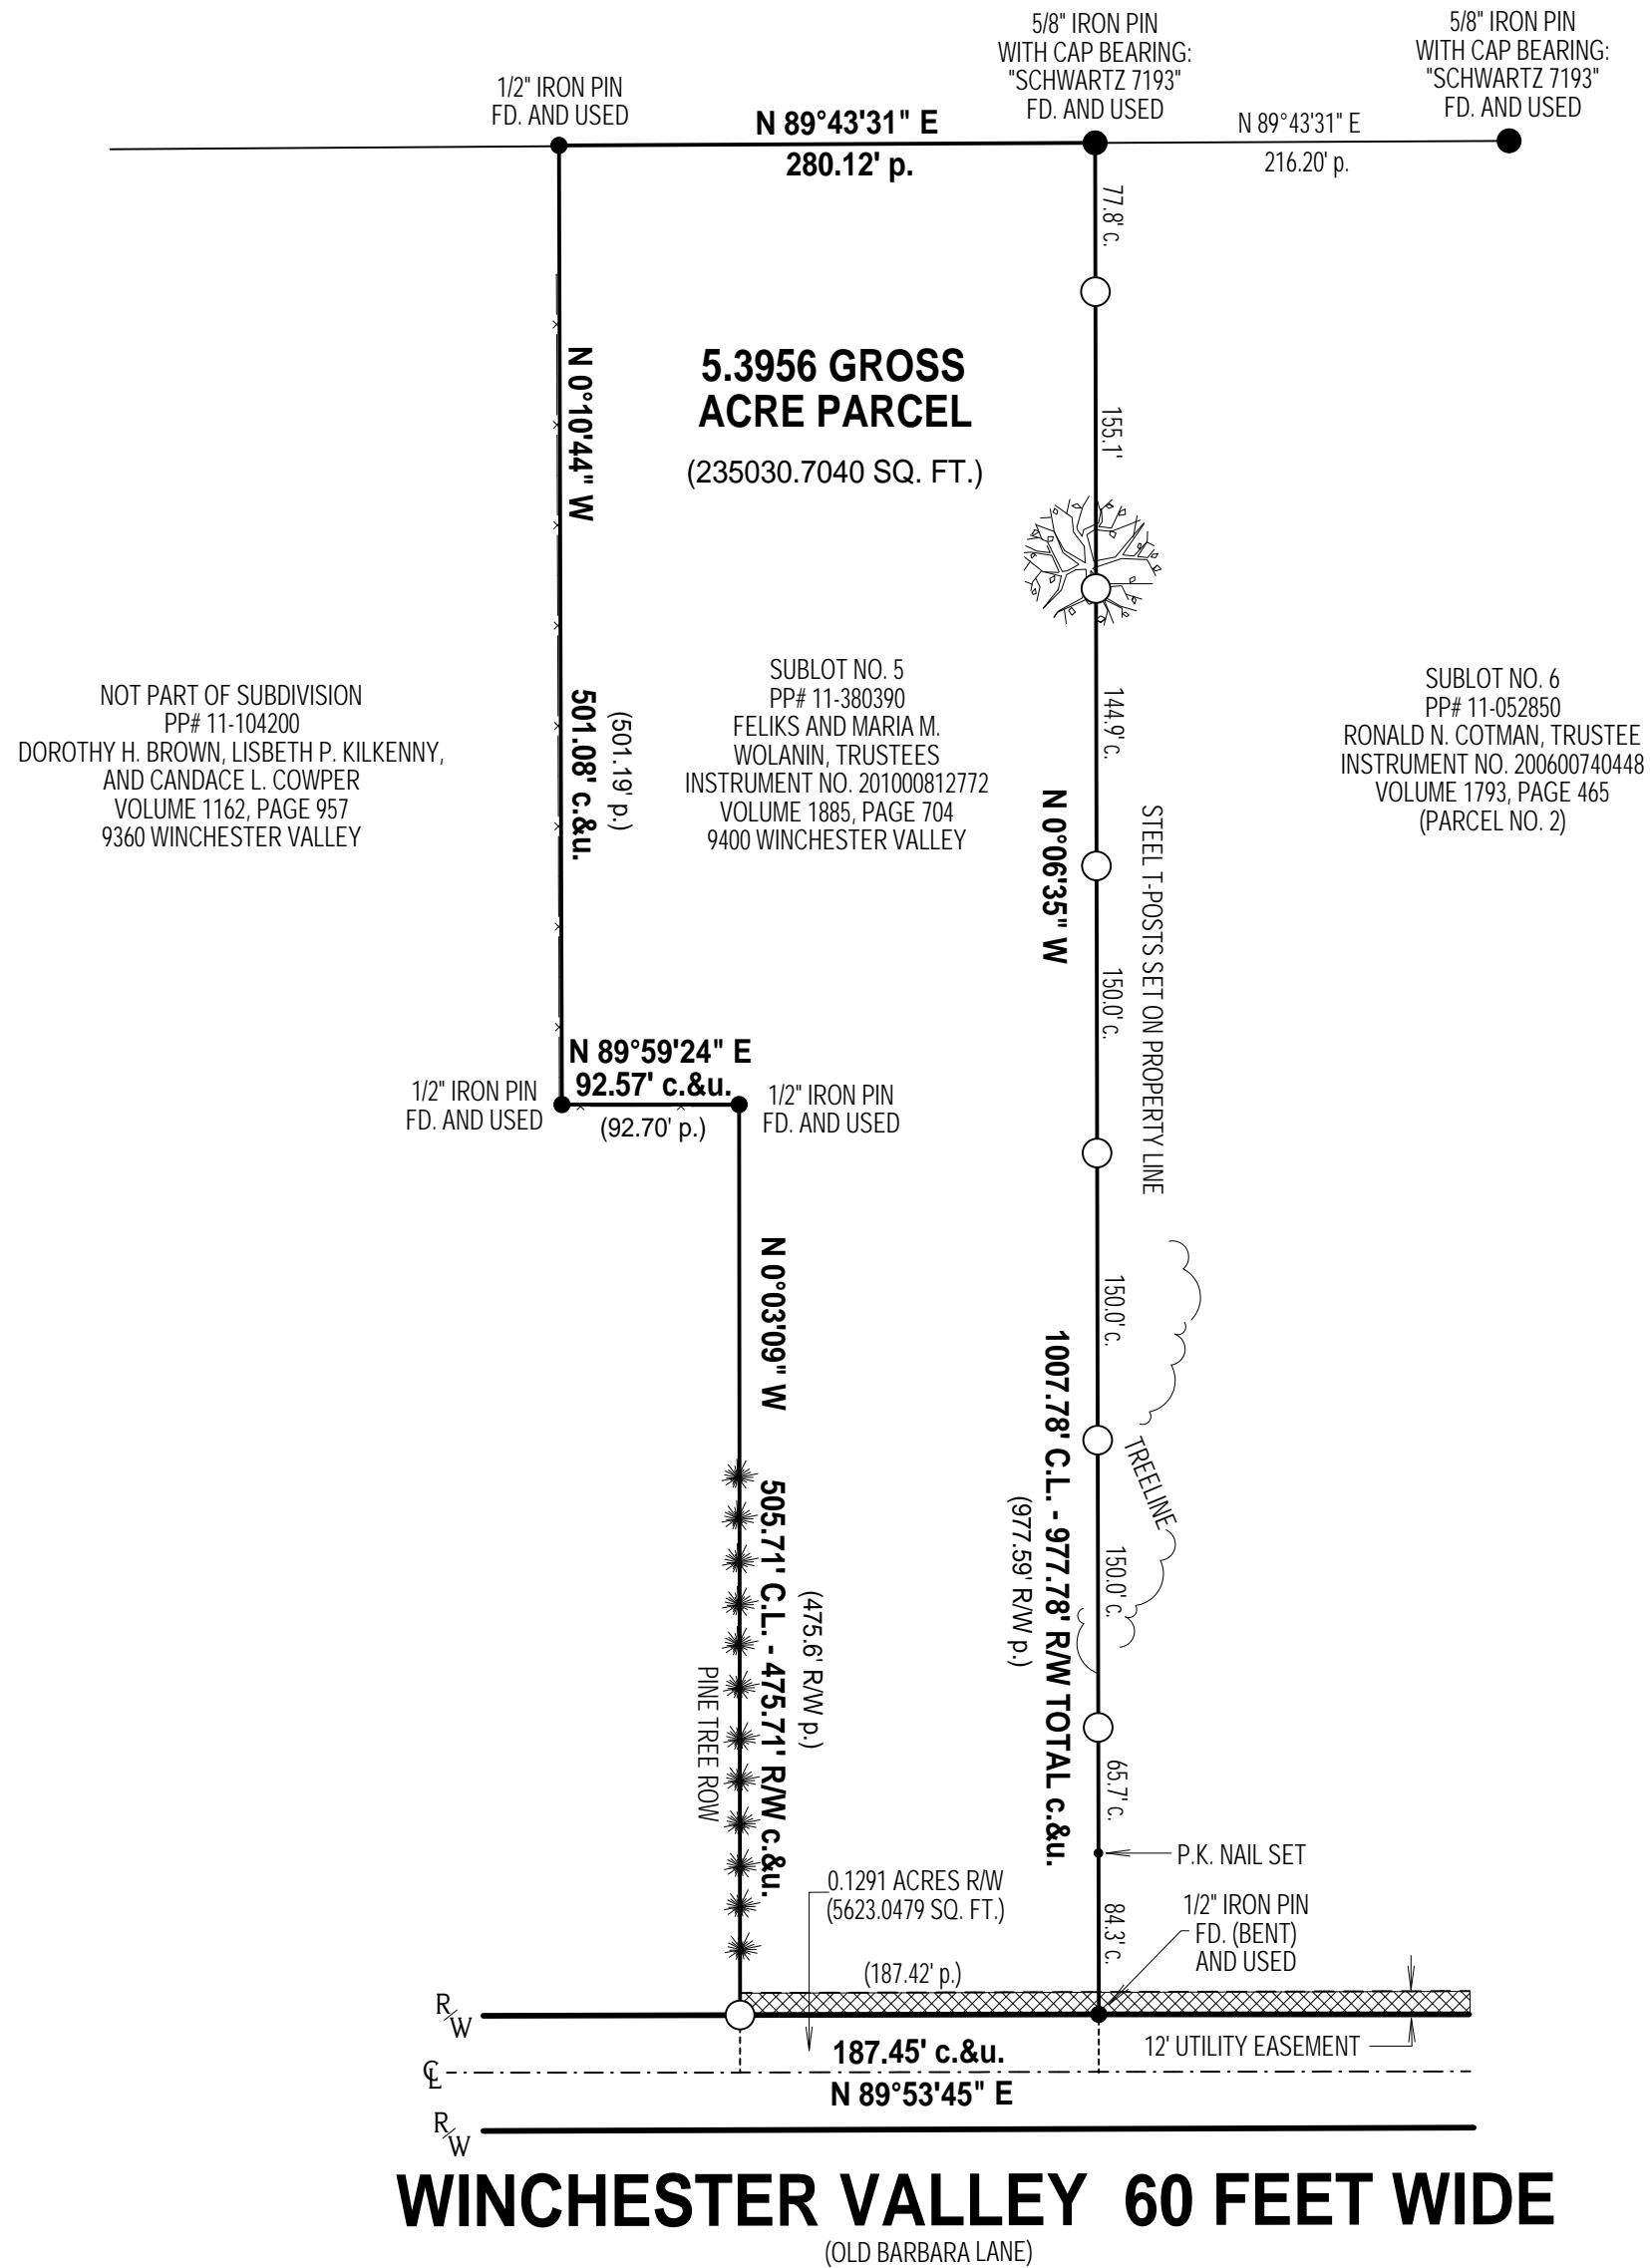 5/8" IRON PIN
WITH CAP BEARING:
"SCHWARTZ 7193"
FD. AND USED
5/8" IRON PIN
WITH CAP BEARING:
"SCHWARTZ 7193"
FD. AND USED
1/2" IRON PIN
FD. AND USED
N 89°43'31" E
280.12' p.
N 89°43'31" E
216.20' p.
77.8' c.
5.3956 GROSS
ACRE PARCEL
(235030.7040 SQ. FT.)
N 0°10'44" W
155.1'
NOT PART OF SUBDIVISION
PP# 11-104200
DOROTHY H. BROWN, LISBETH P. KILKENNY,
AND CANDACE L. COWPER
VOLUME 1162, PAGE 957
9360 WINCHESTER VALLEY
501.08' c.&u.
(501.19' p.)
SUBLOT NO. 5
PP# 11-380390
FELIKS AND MARIA M.
WOLANIN, TRUSTEES
INSTRUMENT NO. 201000812772
VOLUME 1885, PAGE 704
9400 WINCHESTER VALLEY
144.9' c.
SUBLOT NO. 6
PP# 11-052850
RONALD N. COTMAN, TRUSTEE
INSTRUMENT NO. 200600740448
VOLUME 1793, PAGE 465
(PARCEL NO. 2)
N 0°06'35" W
STEEL T-POSTS SET ON PROPERTY LINE
150.0' c.
N 89°59'24" E
92.57' c.&u.
(92.70' p.)
1/2" IRON PIN
FD. AND USED
1/2" IRON PIN
FD. AND USED
N 0°03'09" W
150.0' c.
1007.78' C.L. - 977.78' R/W TOTAL c.&u.
(977.59' R/W p.)
TREELINE
505.71' C.L. - 475.71' R/W c.&u.
(475.6' R/W p.)
PINE TREE ROW
150.0' c.
65.7' c.
P.K. NAIL SET
0.1291 ACRES R/W
(5623.0479 SQ. FT.)
84.3' c.
1/2" IRON PIN
FD. (BENT)
AND USED
(187.42' p.)
R/W
187.45' c.&u.
12' UTILITY EASEMENT
CL
N 89°53'45" E
R/W
WINCHESTER VALLEY 60 FEET WIDE
(OLD BARBARA LANE)